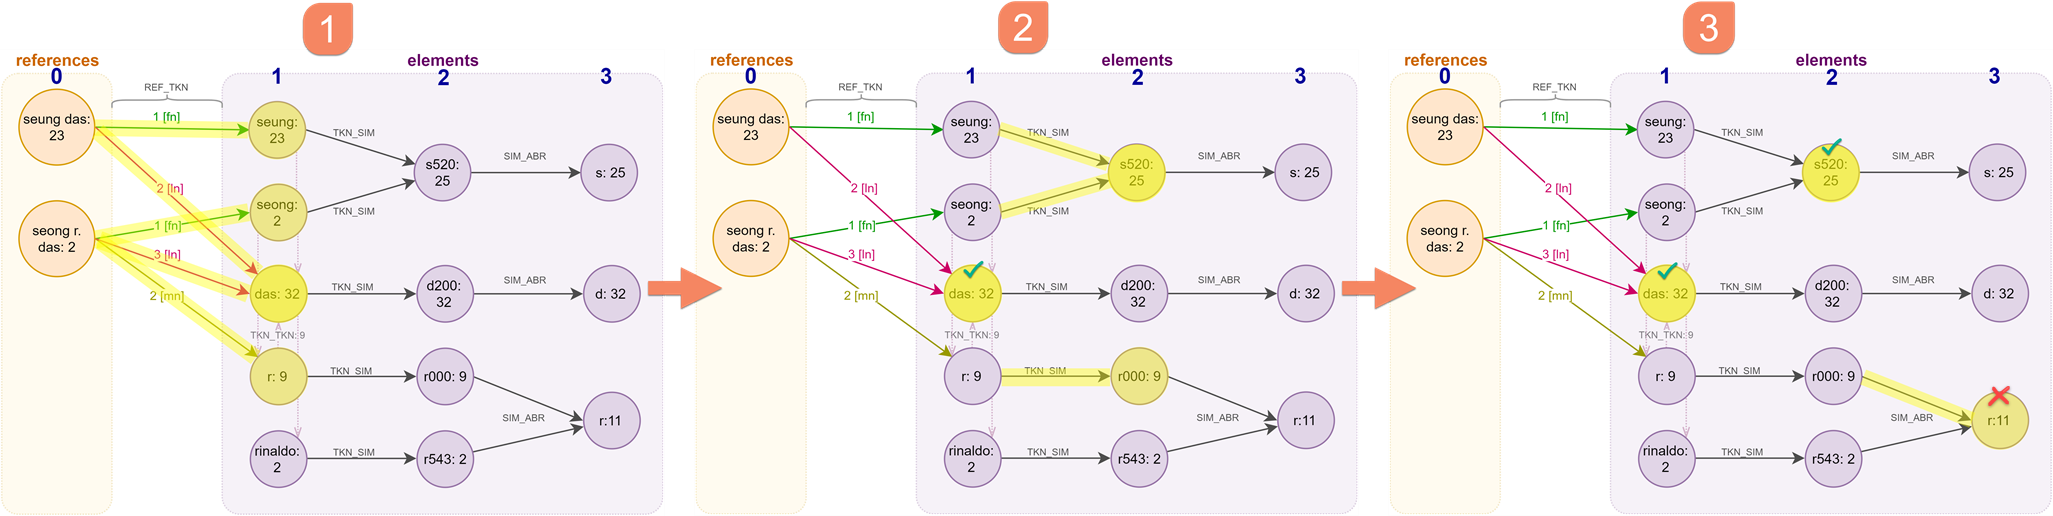 1
references
elements
0
1
2
3
REF_TKN
seung das:
23
1 [fn]
seung:
23
TKN_SIM
s520:
25
SIM_ABR
s: 25
2 [ln]
seong r.
das: 2
1 [fn]
seong:
2
TKN_SIM
3 [ln]
2 [mn]
das: 32
TKN_SIM
d200:
32
SIM_ABR
d: 32
TKN_TKN: 9
r: 9
TKN_SIM
r000: 9
SIM_ABR
r:11
rinaldo:
2
TKN_SIM
r543: 2
2
references
elements
0
1
2
3
REF_TKN
seung das:
23
1 [fn]
seung:
23
TKN_SIM
s520:
25
SIM_ABR
s: 25
2 [ln]
seong r.
das: 2
1 [fn]
seong:
2
TKN_SIM
3 [ln]
2 [mn]
das: 32
TKN_SIM
d200:
32
SIM_ABR
d: 32
TKN_TKN: 9
r: 9
TKN_SIM
r000: 9
SIM_ABR
r:11
rinaldo:
2
TKN_SIM
r543: 2
3
references
elements
0
1
2
3
REF_TKN
seung das:
23
1 [fn]
seung:
23
TKN_SIM
s520:
25
SIM_ABR
s: 25
2 [ln]
seong r.
das: 2
1 [fn]
seong:
2
TKN_SIM
3 [ln]
2 [mn]
das: 32
TKN_SIM
d200:
32
SIM_ABR
d: 32
TKN_TKN: 9
r: 9
TKN_SIM
r000: 9
SIM_ABR
r:11
rinaldo:
2
TKN_SIM
r543: 2